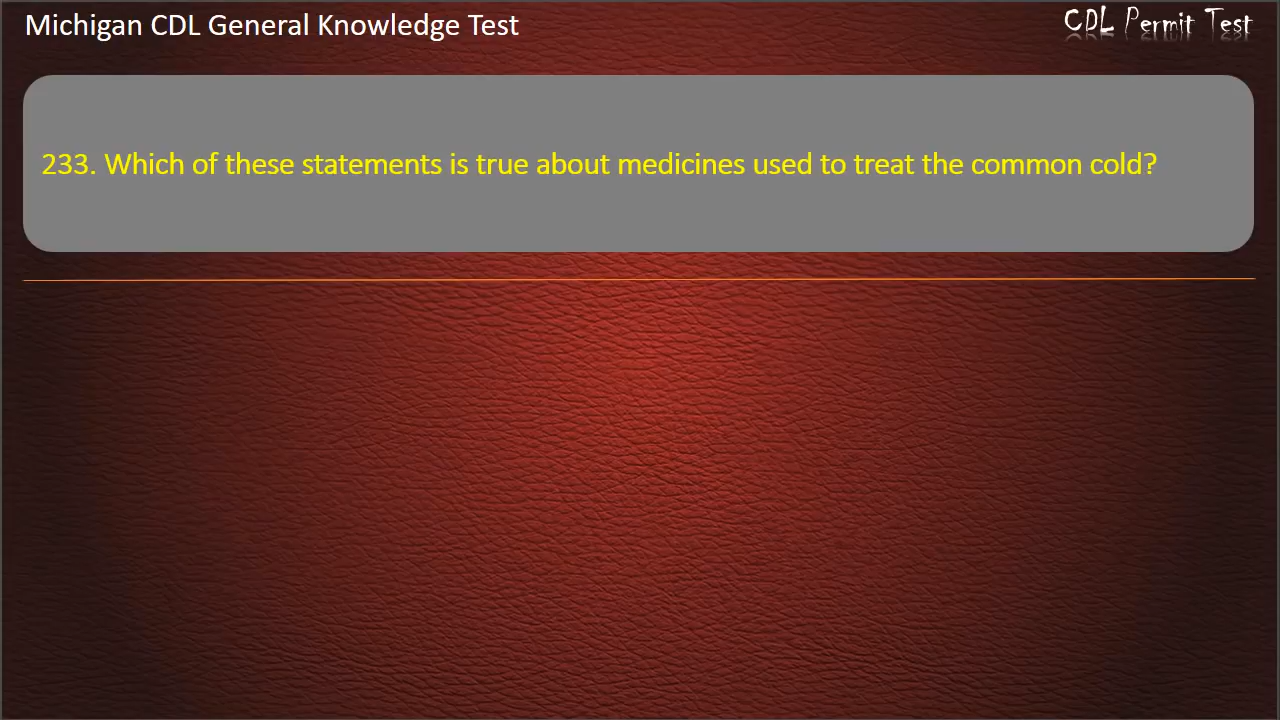 Michigan CDL General Knowledge Test
CDL Permit Test
233. Which of these statements is true about medicines used to treat the common cold?